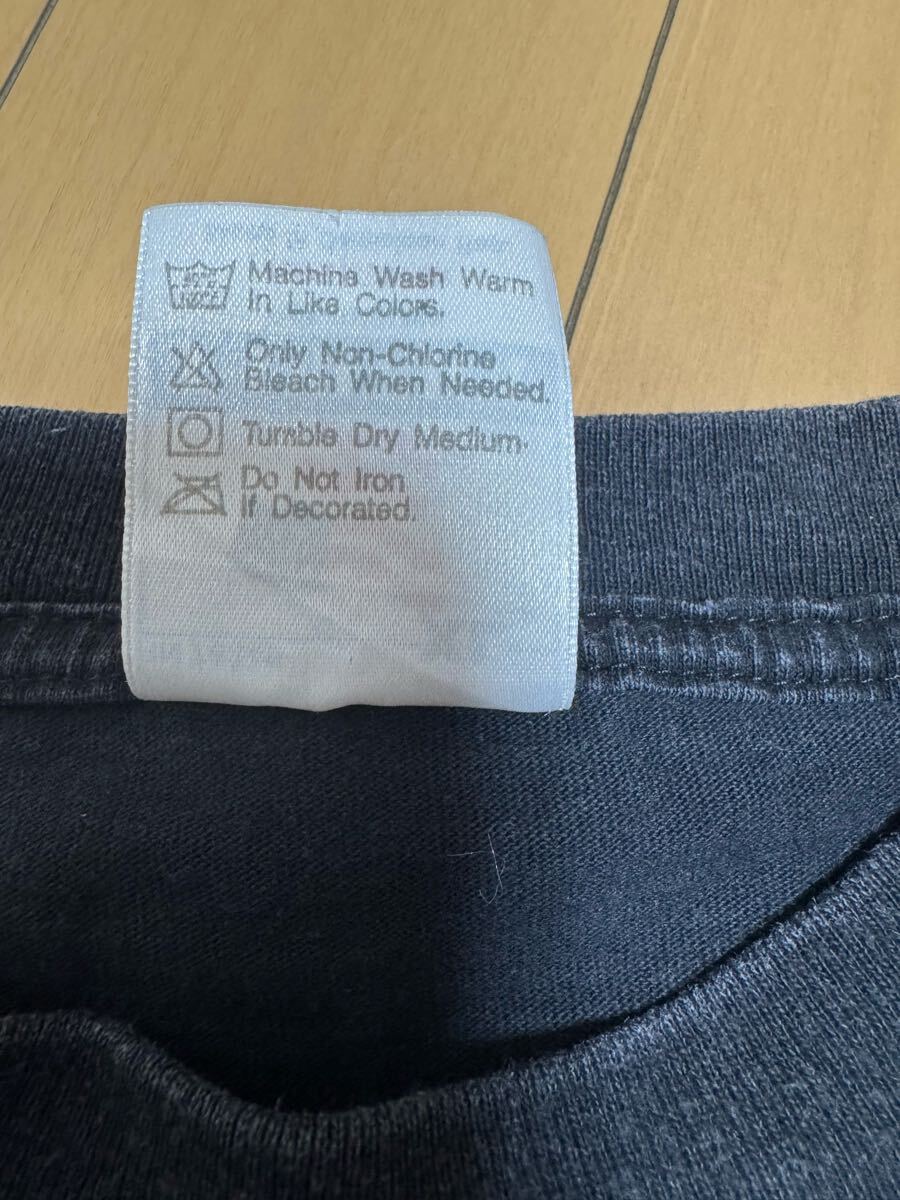 Machine Wash Warm
In Like Colors.
Only Non-Chlorine
Bleach When Needed.
Tumble Dry Medium.
Do Not Iron
If Decorated.